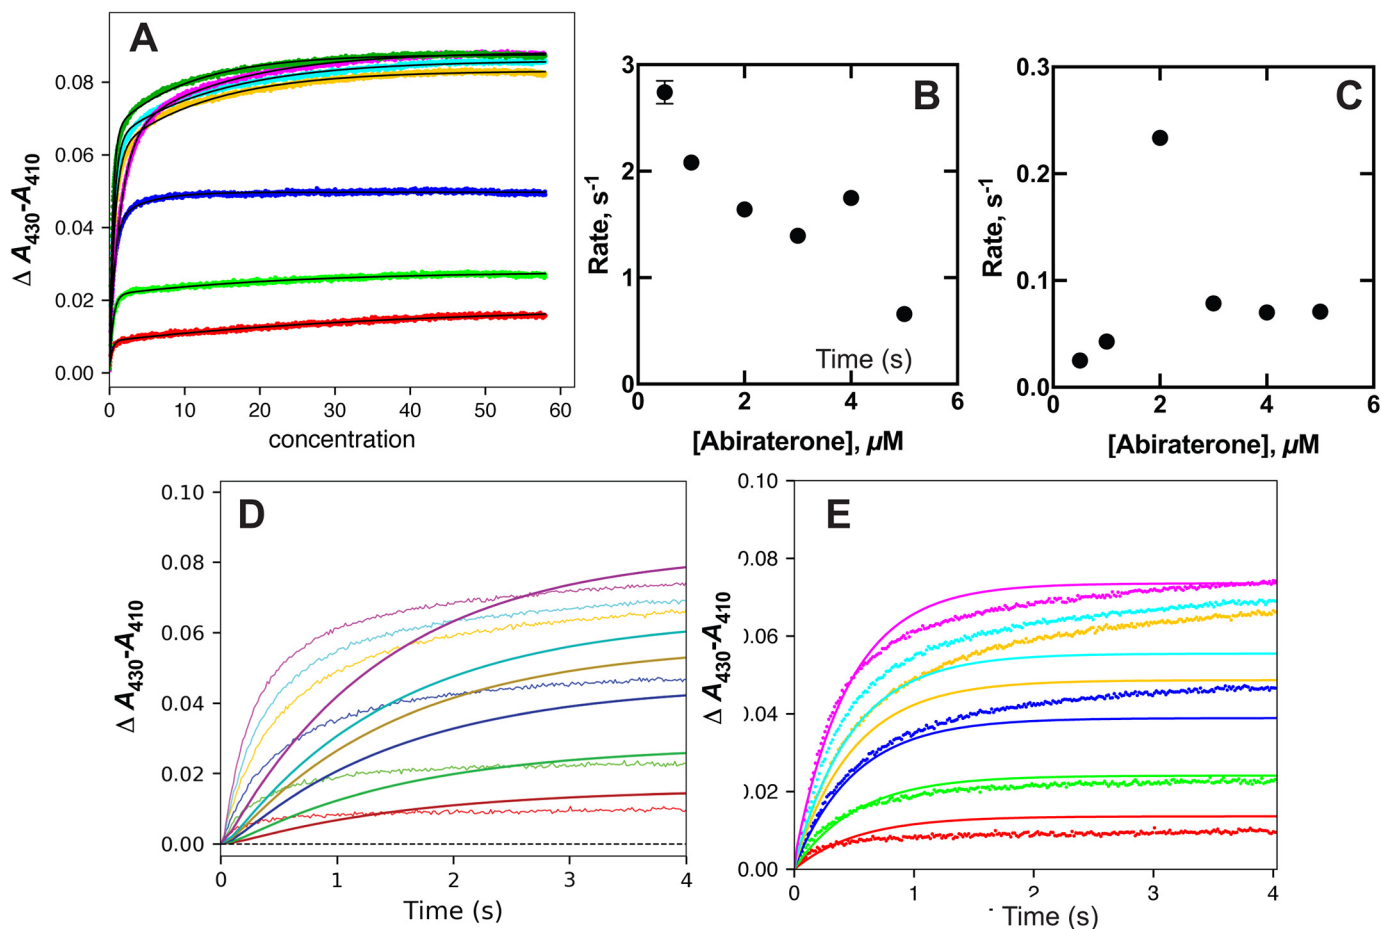 A
Δ A430-A410
0.08
0.06
0.04
0.02
0.00
0 10 20 30 40 50 60
concentration
B
Rate, s-1
3
2
1
0
0 2 4 6
Time (s)
[Abiraterone], µM
C
Rate, s-1
0.3
0.2
0.1
0.0
0 2 4 6
[Abiraterone], µM
D
Δ A430-A410
0.10
0.08
0.06
0.04
0.02
0.00
0 1 2 3 4
Time (s)
E
Δ A430-A410
0.10
0.08
0.06
0.04
0.02
0.00
0 1 2 3 4
Time (s)